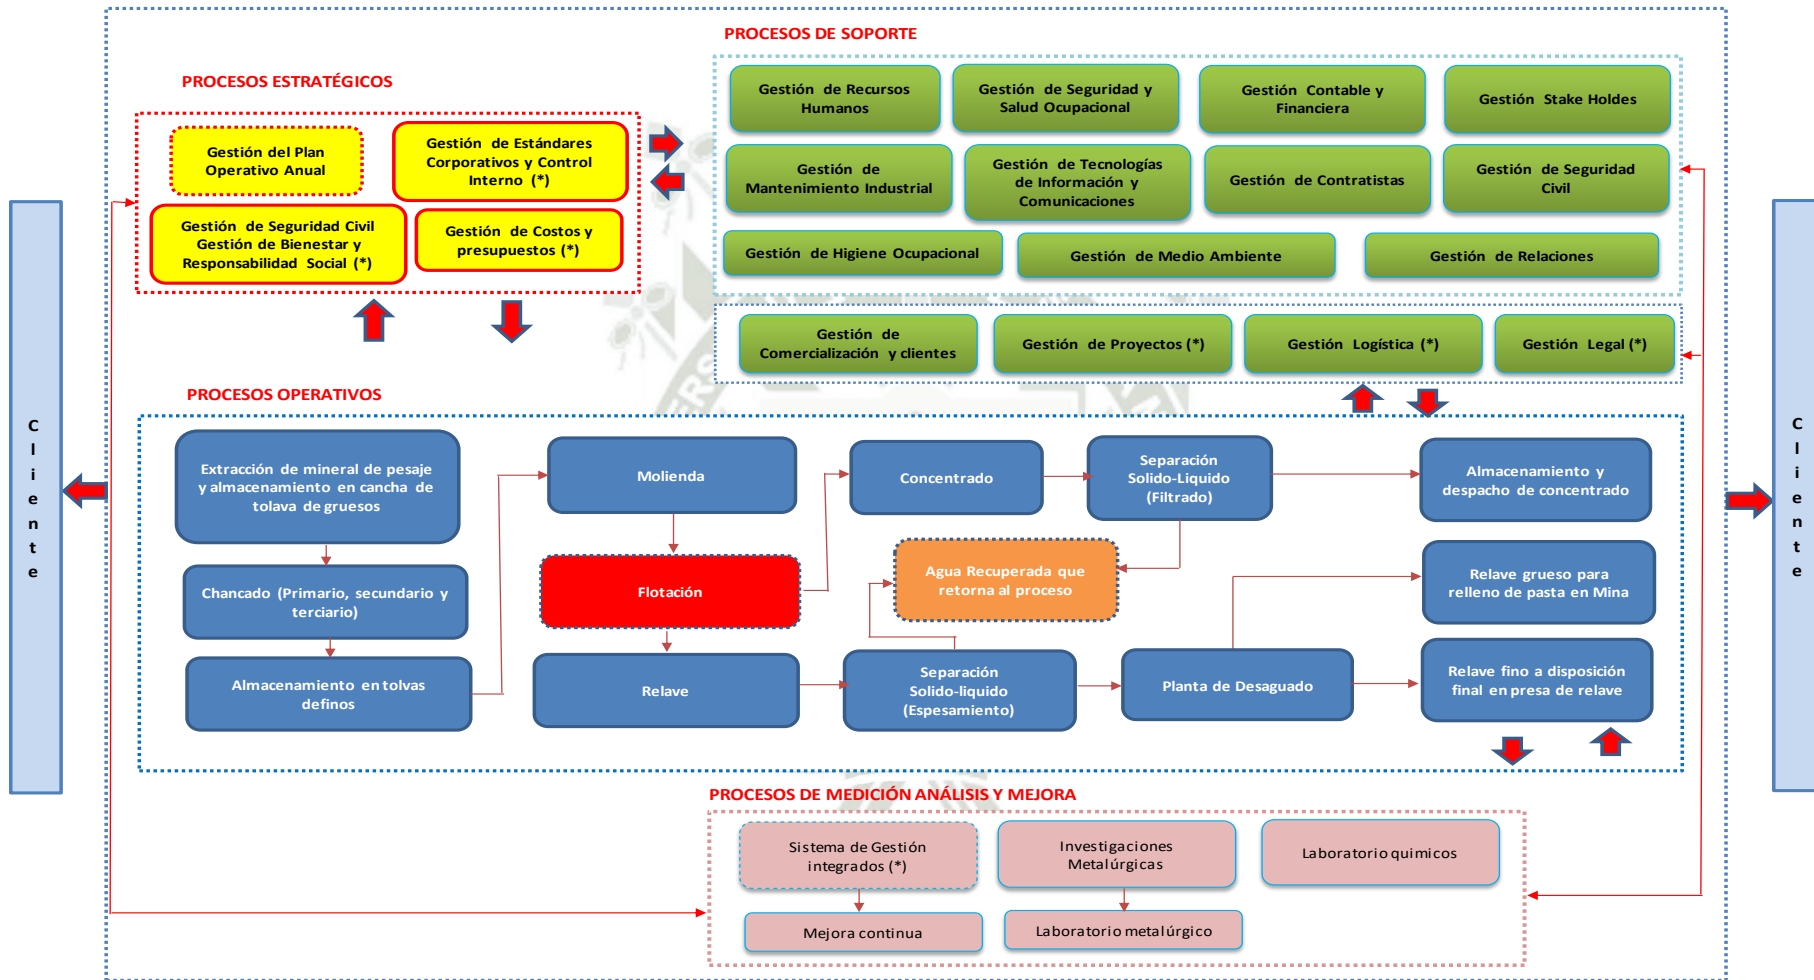 PROCESOS DE SOPORTE
PROCESOS ESTRATÉGICOS
Gestión de Recursos
Humanos
Gestión de Seguridad y
Salud Ocupacional
Gestión Contable y
Financiera
Gestión Stake Holdes
Gestión del Plan
Operativo Anual
Gestión de Estándares
Corporativos y Control
Interno (*)
Gestión de
Mantenimiento Industrial
Gestión de Tecnologías
de Información y
Comunicaciones
Gestión de Contratistas
Gestión de Seguridad
Civil
Gestión de Seguridad Civil
Gestión de Bienestar y
Responsabilidad Social (*)
Gestión de Costos y
presupuestos (*)
Gestión de Higiene Ocupacional
Gestión de Medio Ambiente
Gestión de Relaciones
Gestión de
Comercialización y clientes
Gestión de Proyectos (*)
Gestión Logística (*)
Gestión Legal (*)
PROCESOS OPERATIVOS
Cliente
Cliente
Extracción de mineral de pesaje
y almacenamiento en cancha de
tolava de gruesos
Molienda
Concentrado
Separación
Solido-Liquido
(Filtrado)
Almacenamiento y
despacho de concentrado
Chancado (Primario, secundario y
terciario)
Flotación
Agua Recuperada que
retorna al proceso
Relave grueso para
relleno de pasta en Mina
Almacenamiento en tolvas
definos
Relave
Separación
Solido-liquido
(Espesamiento)
Planta de Desaguado
Relave fino a disposición
final en presa de relave
PROCESOS DE MEDICIÓN ANÁLISIS Y MEJORA
Sistema de Gestión
integrados (*)
Investigaciones
Metalúrgicas
Laboratorio quimicos
Mejora continua
Laboratorio metalúrgico